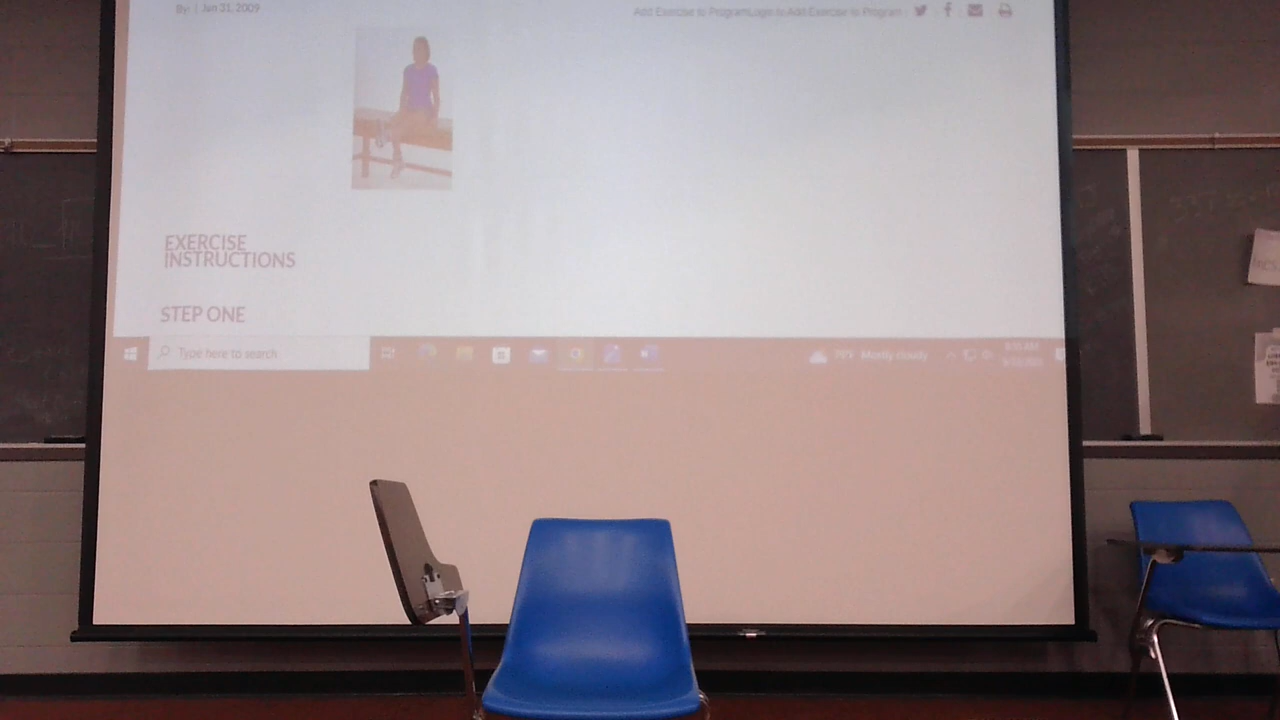 By: | Jun 31, 2009
Add Exercise to ProgramLogin to Add Exercise to Program
EXERCISE
INSTRUCTIONS
STEP ONE
Type here to search
79°F Mostly cloudy